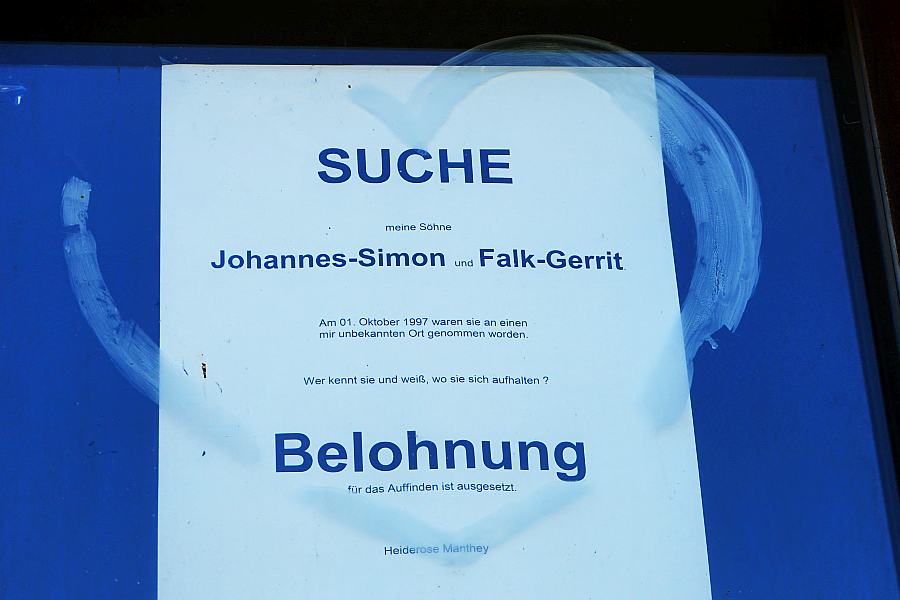 SUCHE
meine Söhne
Johannes-Simon und Falk-Gerrit.
Am 01. Oktober 1997 waren sie an einen
mir unbekannten Ort genommen worden.
Wer kennt sie und weiß, wo sie sich aufhalten ?
Belohnung
für das Auffinden ist ausgesetzt.
Heiderose Manthey